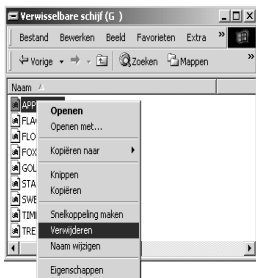 Verwisselbare schijf (G )
Bestand Bewerken Beeld Favorieten Extra »
Vorige Zoeken Mappen »
Naam
APP
Openen
FLA
Openen met...
FLO
FOX
Kopiëren naar
GOL
Knippen
STA
Kopiëren
SWE
TIM
Snelkoppeling maken
TRE
Verwijderen
Naam wijzigen
Eigenschappen